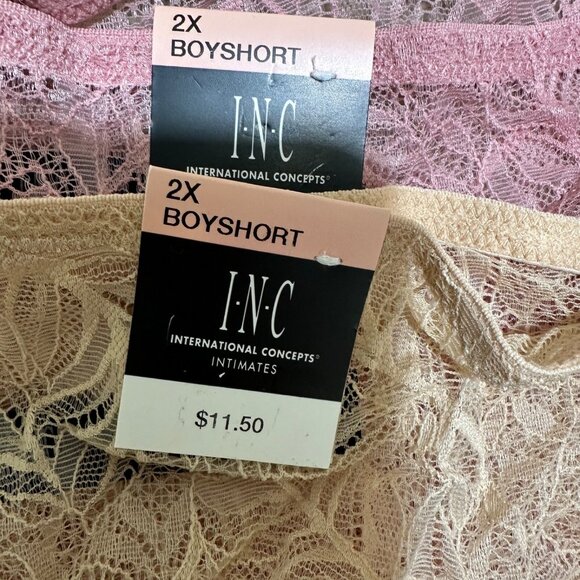 2X
BOYSHORT
I·N·C
INTERNATIONAL CONCEPTS®
2X
BOYSHORT
I·N·C
INTERNATIONAL CONCEPTS®
INTIMATES
$11.50